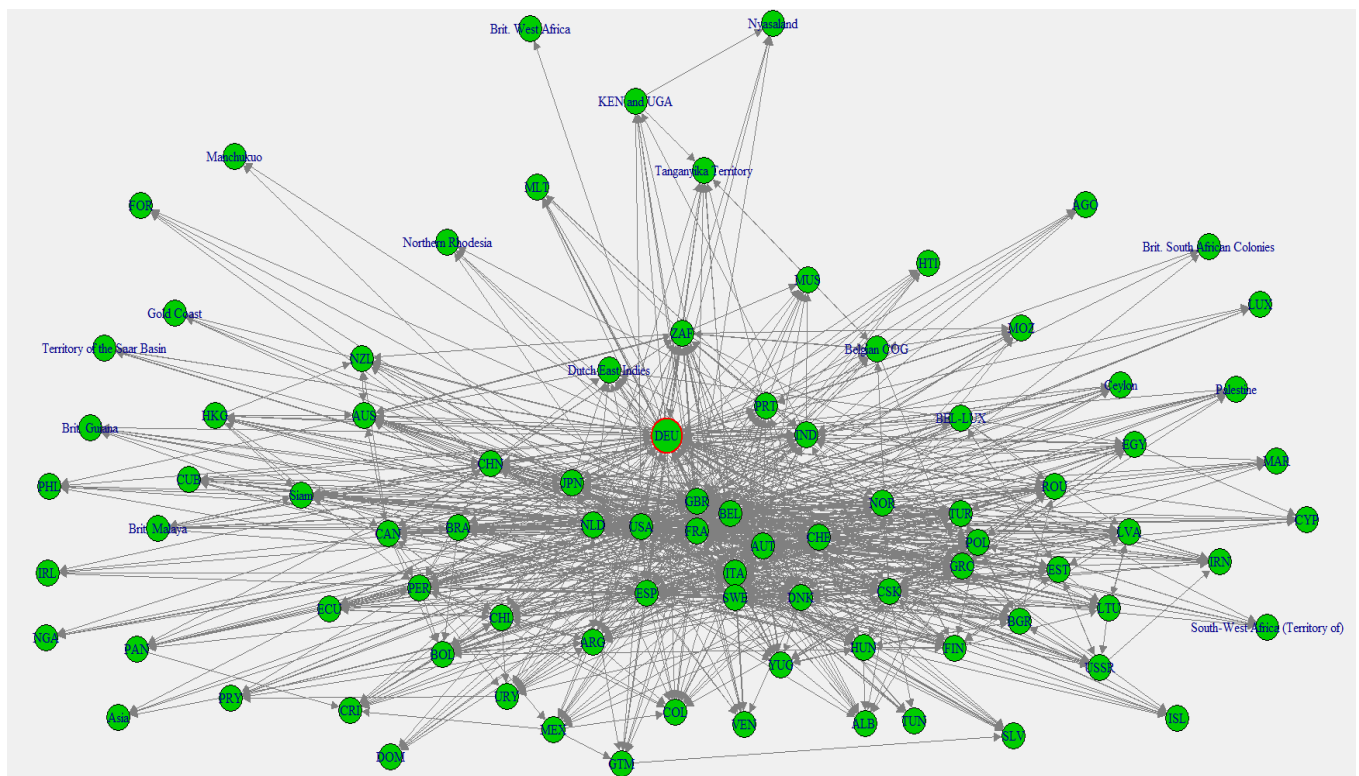 Nyasaland
Brit. West Africa
KEN and UGA
Manchukuo
Tanganyika Territory
MLT
FOR
AGO
Northern Rhodesia
Brit. South African Colonies
HTI
MUS
LUX
Gold Coast
MOZ
ZAF
Territory of the Saar Basin
Belgian COG
NZL
Dutch East Indies
Ceylon
Palestine
PRT
HKG
AUS
BEL-LUX
Brit. Guiana
DEU
IND
EGY
CHN
MAR
CUB
JPN
PHL
ROU
Siam
GBR
NOR
BEL
TUR
CYP
Brit. Malaya
BRA
NLD
USA
CAN
FRA
CHE
LVA
POL
AUT
IRN
GRC
IRL
ITA
EST
PER
ESP
SWE
DNK
CSK
ECU
LTU
CHL
BGR
South-West Africa (Territory of)
NGA
ARG
PAN
HUN
FIN
BOL
YUG
USSR
PRY
URY
CRI
COL
Asia
ISL
VEN
ALB
TUN
MEX
SLV
DOM
GTM